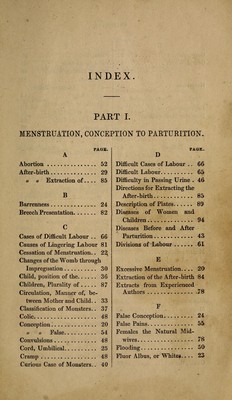 INDEX.
PART I.
MENSTRUATION, CONCEPTION TO PARTURITION.
PAGE.
A
Abortion ............... 52
After-birth ............... 29
" " Extraction of.... 85
B
Barrenness ............... 24
Breech Presentation....... 82
C
Cases of Difficult Labour .. 66
Causes of Lingering Labour 81
Cessation of Menstruation.. 22
Changes of the Womb through
Impregnation ......... 30
Child, position of the...... 36
Children, Plurality of ..... 87
Circulation, Manner of, be-
tween Mother and Child.. 33
Classification of Monsters.. 37
Colic.................... 48
Conception .............. 20
" " False...... 54
Convulsions ............. 48
Cord, Umbilical.......... 25
Cramp .................. 48
Curious Case of Monsters.. 40
PAGE.
D
Difficult Cases of Labour .. 66
Difficult Labour.......... 65
Difficulty in Passing Urine . 46
Directions for Extracting the
After-birth............. 85
Description of Plates...... 89
Diseases of Women and
Children .............. 94
Diseases Before and After
Parturition ............ 43
Divisions of Labour ...... 61
E
Excessive Menstruation.... 20
Extraction of the After-birth 84
Extracts from Experienced
Authors ..............78
F
False Conception.......... 24
False Pains.............. 55
Females the Natural Mid-
wives................. 78
Flooding................ 50
Fluor Albus, or Whites.... 23